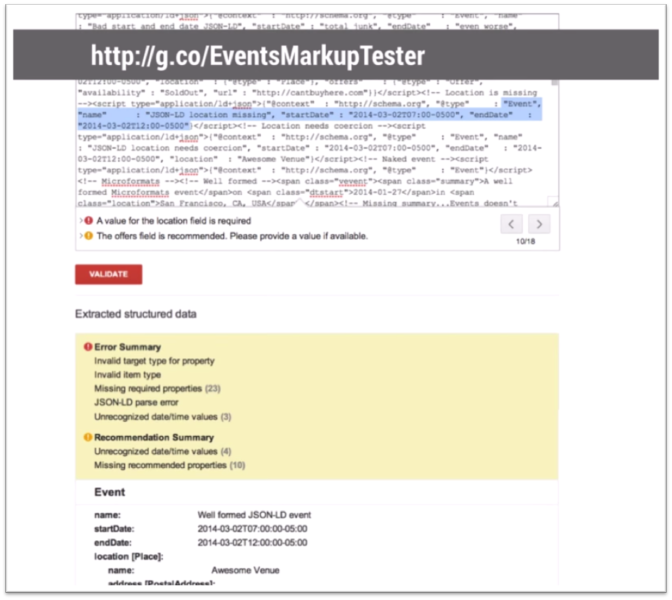 type="application/ld+json">{"@context" : "http://schema.org", "@type" : "Event", "name"
: "Bad start and end date JSON-LD", "startDate" : "total junk", "endDate" : "even worse",
http://g.co/EventsMarkupTester
02T12:00-0500", "location" : {"@type" : "Place"}, "offers" : {"@type" : "Offer",
"availability" : "SoldOut", "url" : "http://cantbuyhere.com"}}</script><!-- Location is missing
--><script type="application/ld+json">{"@context" : "http://schema.org", "@type" : "Event",
"name" : "JSON-LD location missing", "startDate" : "2014-03-02T07:00-0500", "endDate" :
"2014-03-02T12:00-0500"}</script><!-- Location needs coercion --><script
type="application/ld+json">{"@context" : "http://schema.org", "@type" : "Event", "name"
: "JSON-LD location needs coercion", "startDate" : "2014-03-02T07:00-0500", "endDate" : "2014-
03-02T12:00-0500", "location" : "Awesome Venue"}</script><!-- Naked event --><script
type="application/ld+json">{"@context" : "http://schema.org", "@type" : "Event"}</script>
<!-- Microformats --><!-- Well formed --><span class="vevent"><span class="summary">A well
formed Microformats event</span>on <span class="dtstart">2014-01-27</span>in <span
class="location">San Francisco, CA, USA</span></span><!-- Missing summary...Events doesn't
A value for the location field is required
The offers field is recommended. Please provide a value if available.
10/18
VALIDATE
Extracted structured data
Error Summary
Invalid target type for property
Invalid item type
Missing required properties (23)
JSON-LD parse error
Unrecognized date/time values (3)
Recommendation Summary
Unrecognized date/time values (4)
Missing recommended properties (10)
Event
name: Well formed JSON-LD event
startDate: 2014-03-02T07:00:00-05:00
endDate: 2014-03-02T12:00:00-05:00
location [Place]:
name: Awesome Venue
address [PostalAddress]: